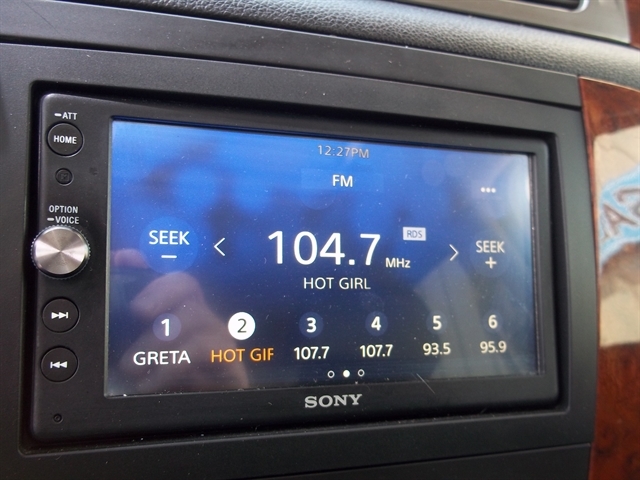 ATT
HOME
OPTION
VOICE
12:27PM
FM
SEEK
−
104.7 MHz
RDS
SEEK
+
HOT GIRL
1 2 3 4 5 6
GRETA HOT GIF 107.7 107.7 93.5 95.9
SONY